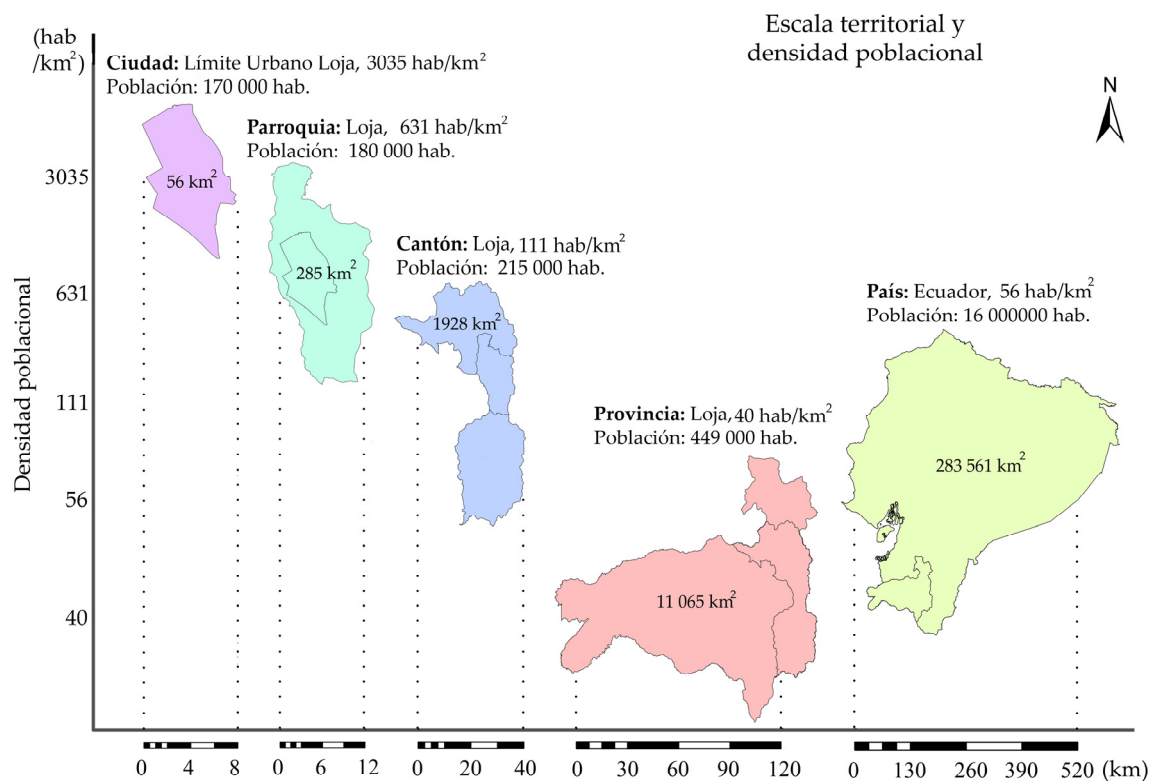 Escala territorial y
densidad poblacional
(hab
/km²)
Ciudad: Límite Urbano Loja, 3035 hab/km²
Población: 170 000 hab.
N
Parroquia: Loja, 631 hab/km²
Población: 180 000 hab.
3035
56 km²
Cantón: Loja, 111 hab/km²
Población: 215 000 hab.
285 km²
631
País: Ecuador, 56 hab/km²
Población: 16 000000 hab.
1928 km²
Densidad poblacional
111
Provincia: Loja, 40 hab/km²
Población: 449 000 hab.
283 561 km²
56
11 065 km²
40
0 4 8 0 6 12 0 20 40 0 30 60 90 120 0 130 260 390 520 (km)